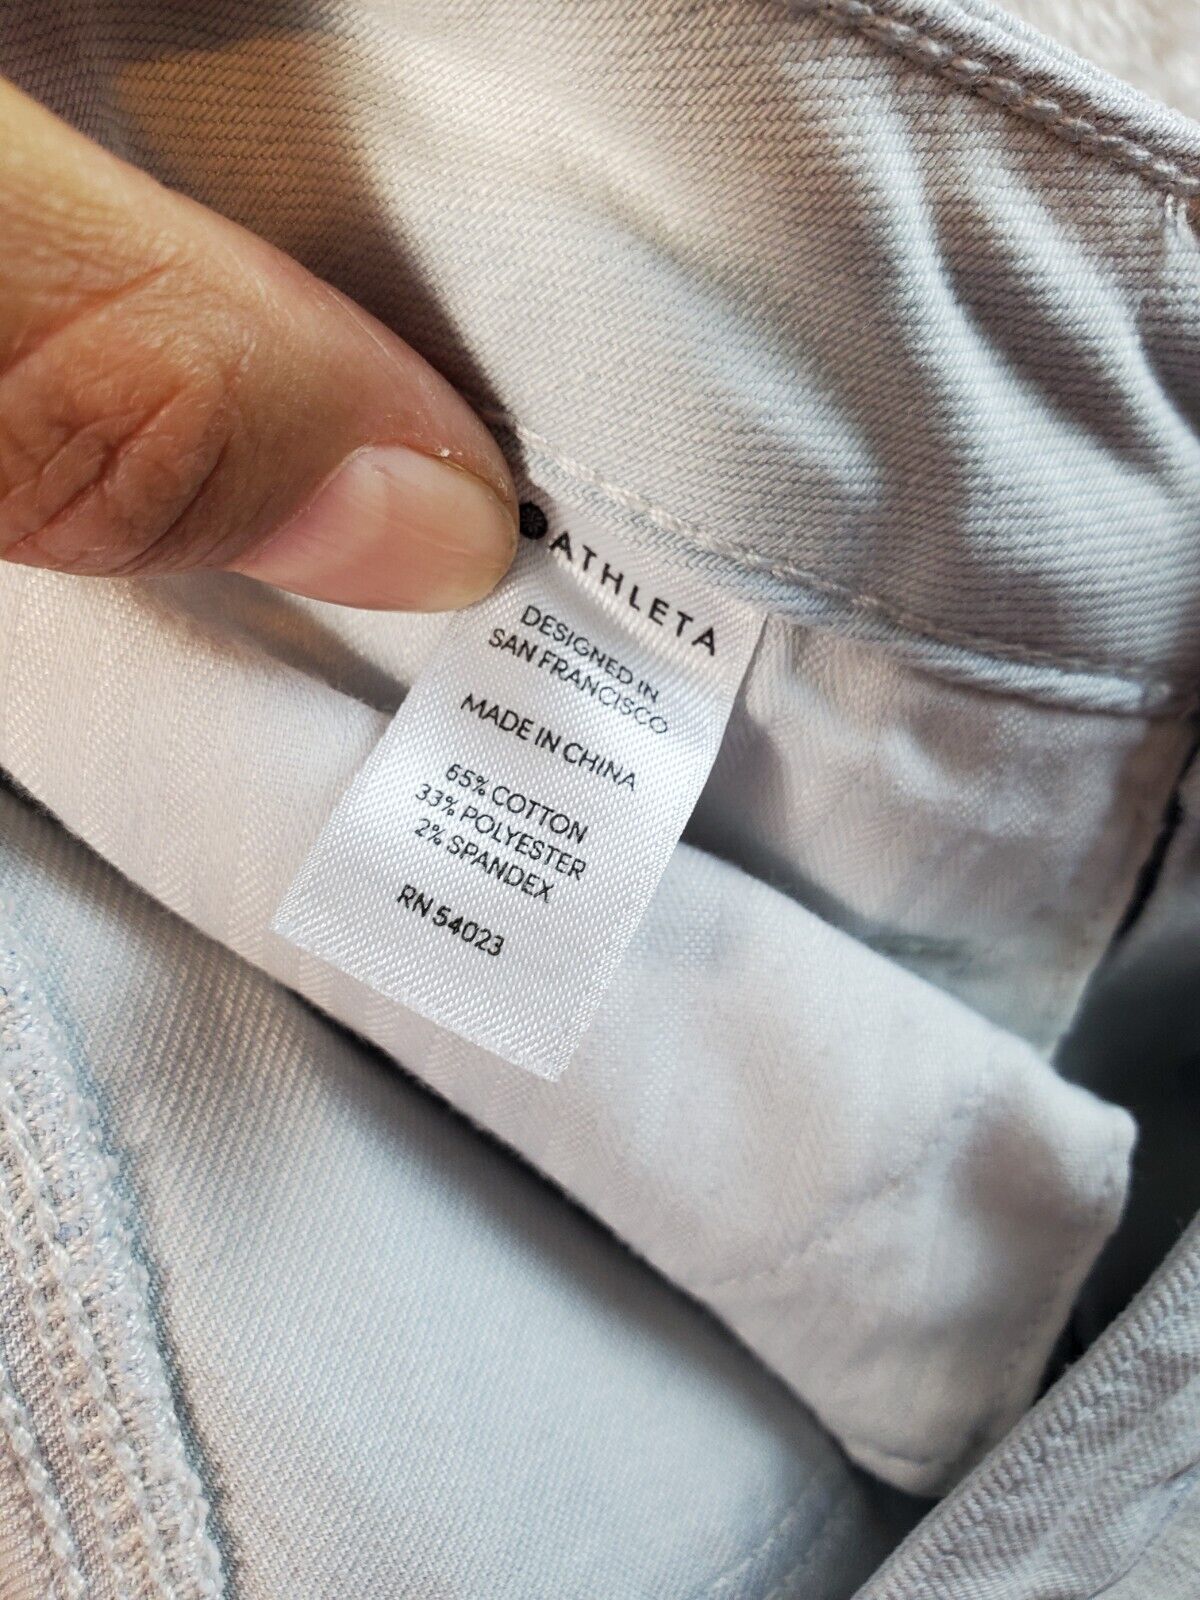 ATHLETA
DESIGNED IN
SAN FRANCISCO
MADE IN CHINA
65% COTTON
33% POLYESTER
2% SPANDEX
RN 54023